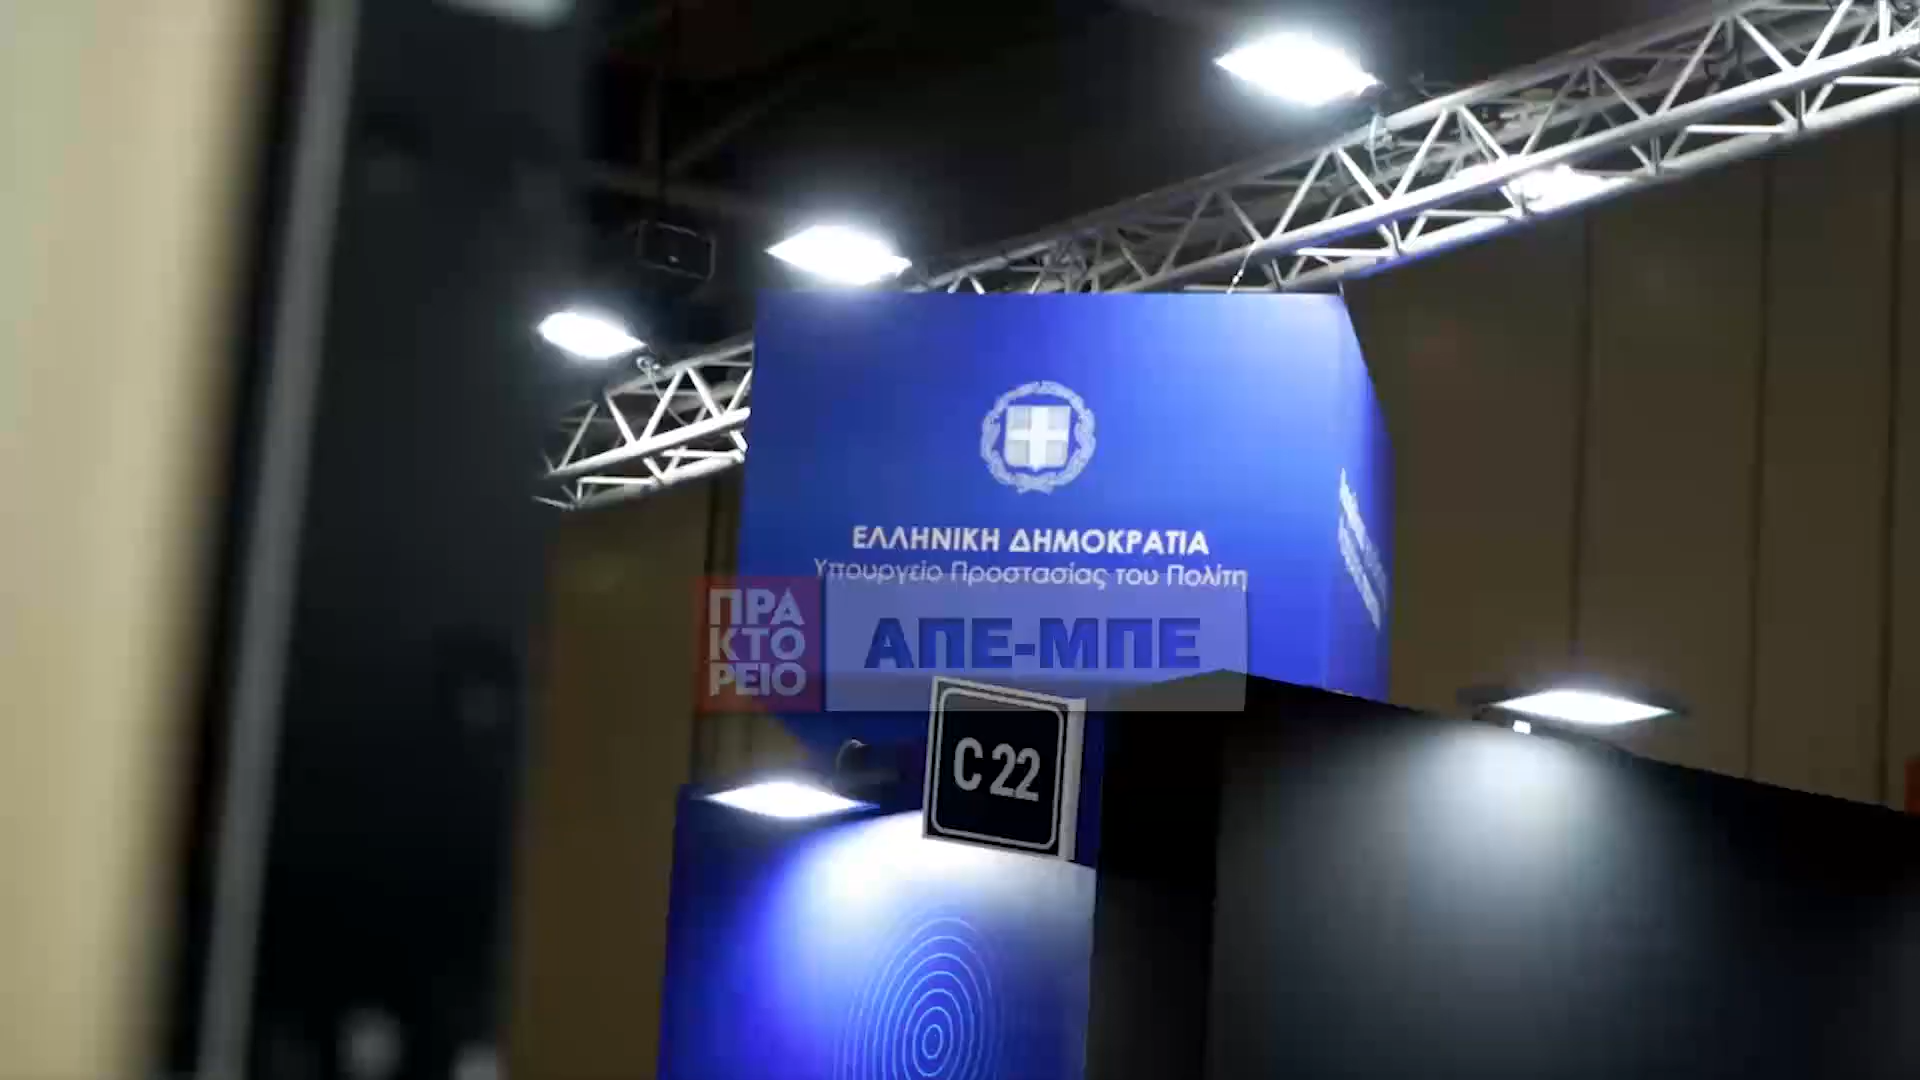 ΕΛΛΗΝΙΚΗ ΔΗΜΟΚΡΑΤΙΑ
Υπουργείο Προστασίας του Πολίτη
ΠΡΑ
ΚΤΟ
ΡΕΙΟ
ΑΠΕ-ΜΠΕ
C 22